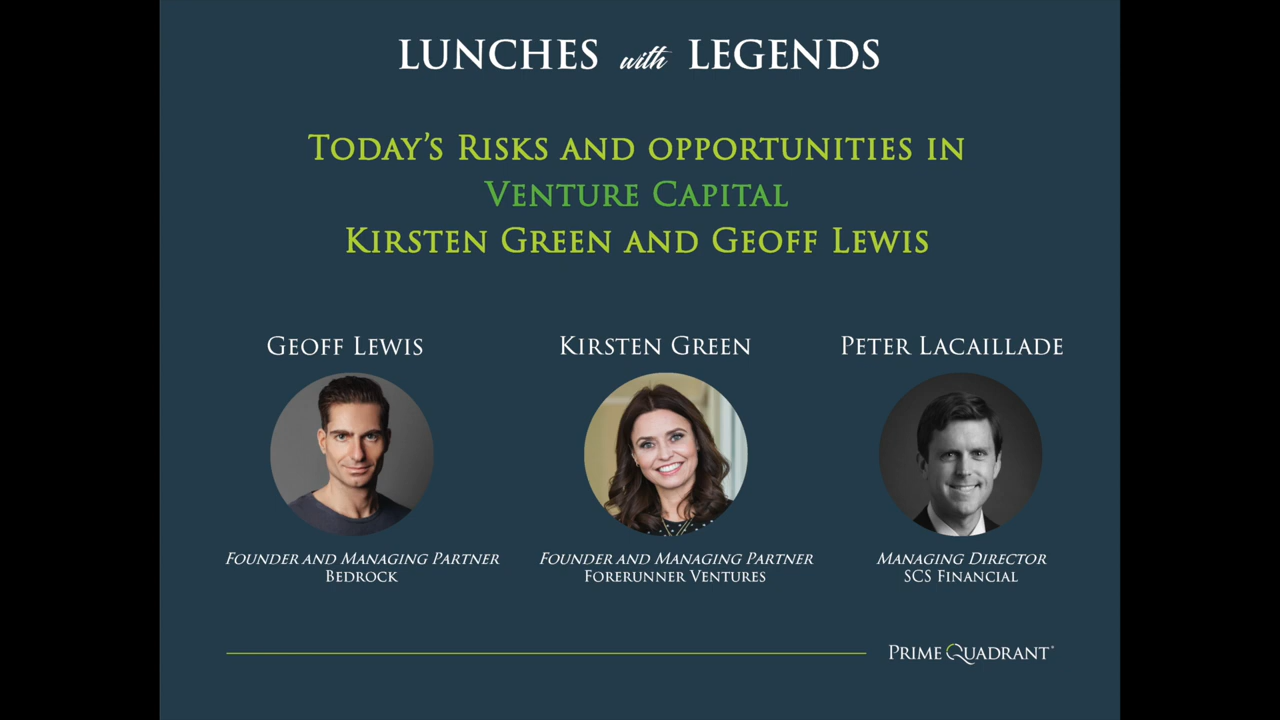 LUNCHES with LEGENDS
TODAY'S RISKS AND OPPORTUNITIES IN
VENTURE CAPITAL
KIRSTEN GREEN AND GEOFF LEWIS
GEOFF LEWIS
KIRSTEN GREEN
PETER LACAILLADE
FOUNDER AND MANAGING PARTNER
BEDROCK
FOUNDER AND MANAGING PARTNER
FORERUNNER VENTURES
MANAGING DIRECTOR
SCS FINANCIAL
PRIME QUADRANT